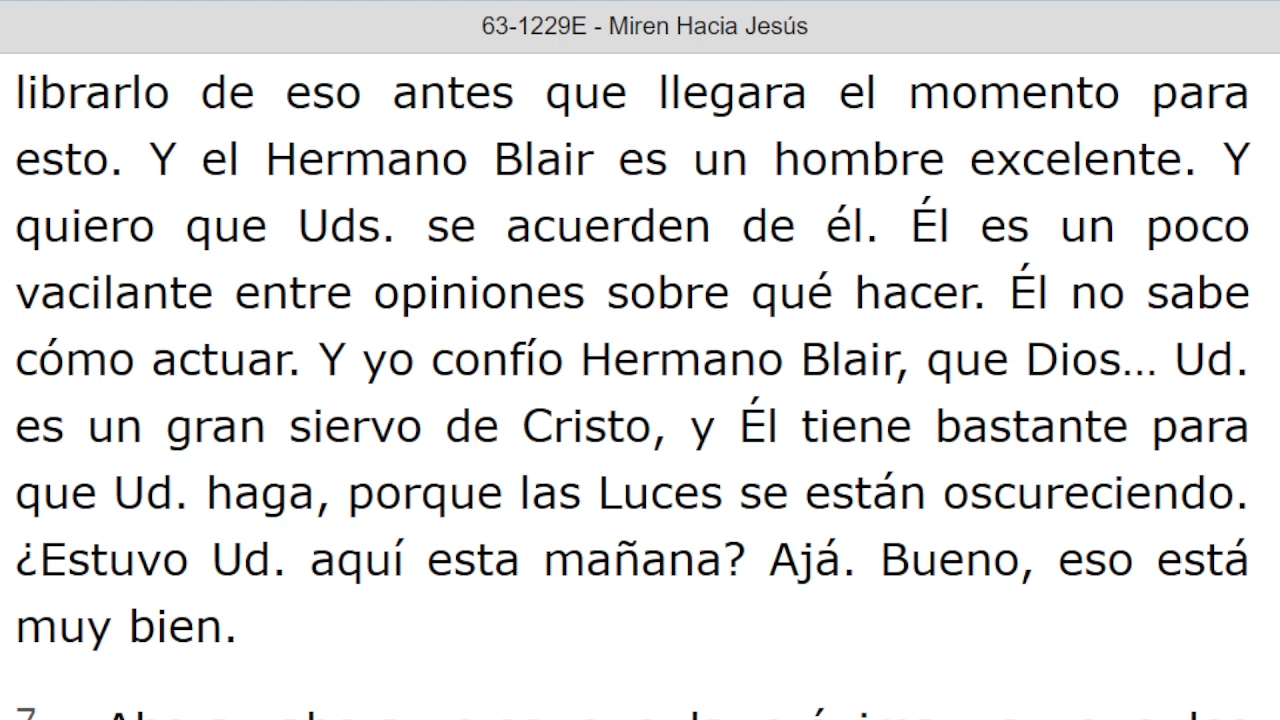 63-1229E - Miren Hacia Jesús
librarlo de eso antes que llegara el momento para
esto. Y el Hermano Blair es un hombre excelente. Y
quiero que Uds. se acuerden de él. Él es un poco
vacilante entre opiniones sobre qué hacer. Él no sabe
cómo actuar. Y yo confío Hermano Blair, que Dios... Ud.
es un gran siervo de Cristo, y Él tiene bastante para
que Ud. haga, porque las Luces se están oscureciendo.
¿Estuvo Ud. aquí esta mañana? Ajá. Bueno, eso está
muy bien.